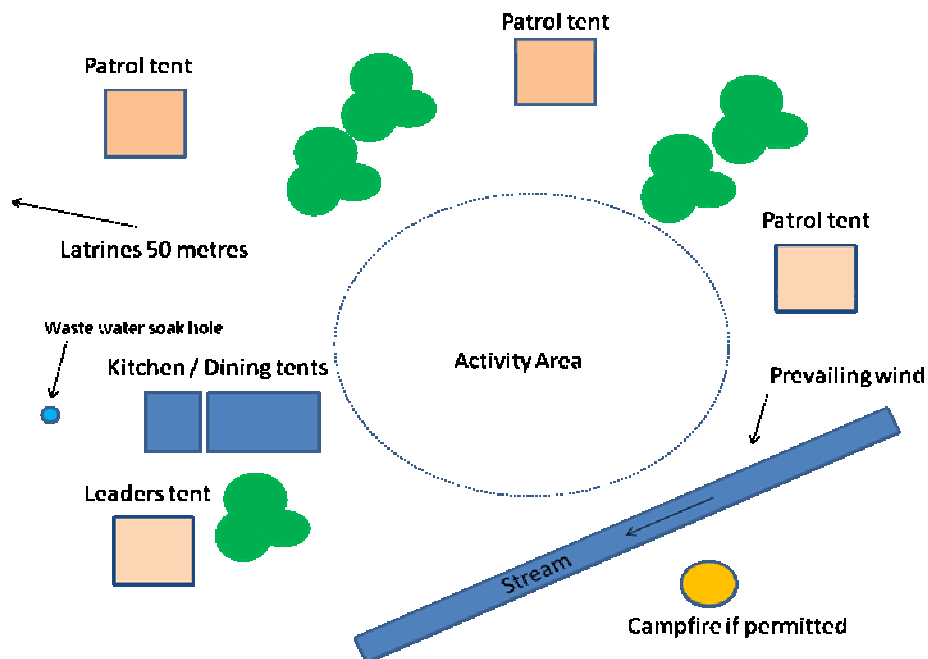 Patrol tent
Patrol tent
Patrol tent
Latrines 50 metres
Waste water soak hole
Kitchen / Dining tents
Activity Area
Prevailing wind
Leaders tent
Stream
Campfire if permitted